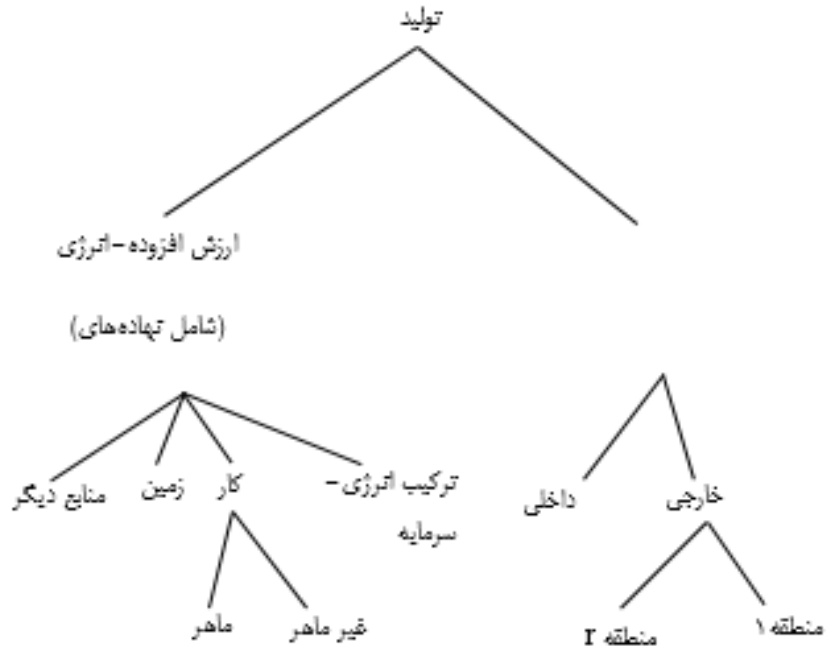 تولید
ارزش افزوده-انرژی
(شامل نهاده‌های)
منابع دیگر
زمین
کار
ترکیب انرژی-
سرمایه
داخلی
خارجی
ماهر
غیر ماهر
منطقه r
منطقه ۱